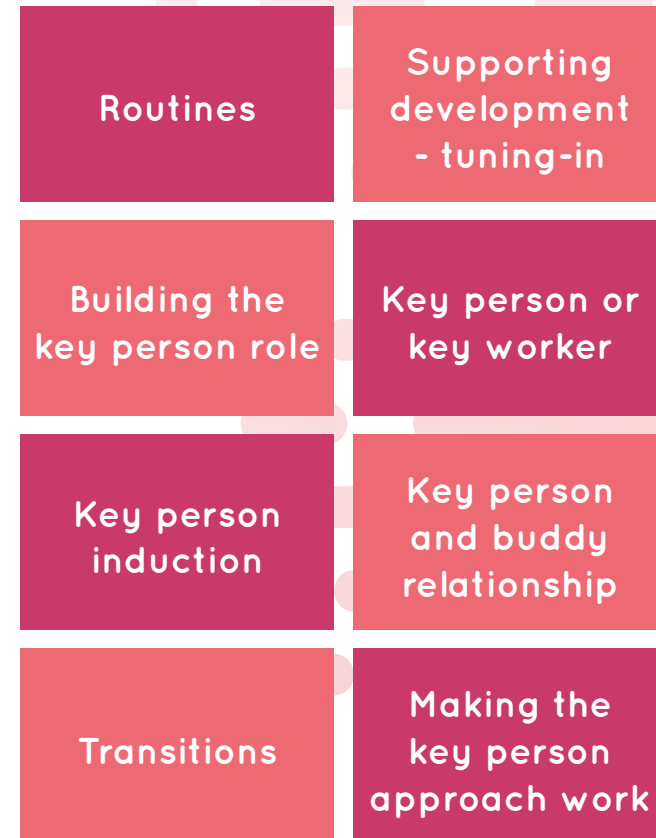 Routines
Supporting
development
- tuning-in
Building the
key person role
Key person or
key worker
Key person
induction
Key person
and buddy
relationship
Transitions
Making the
key person
approach work